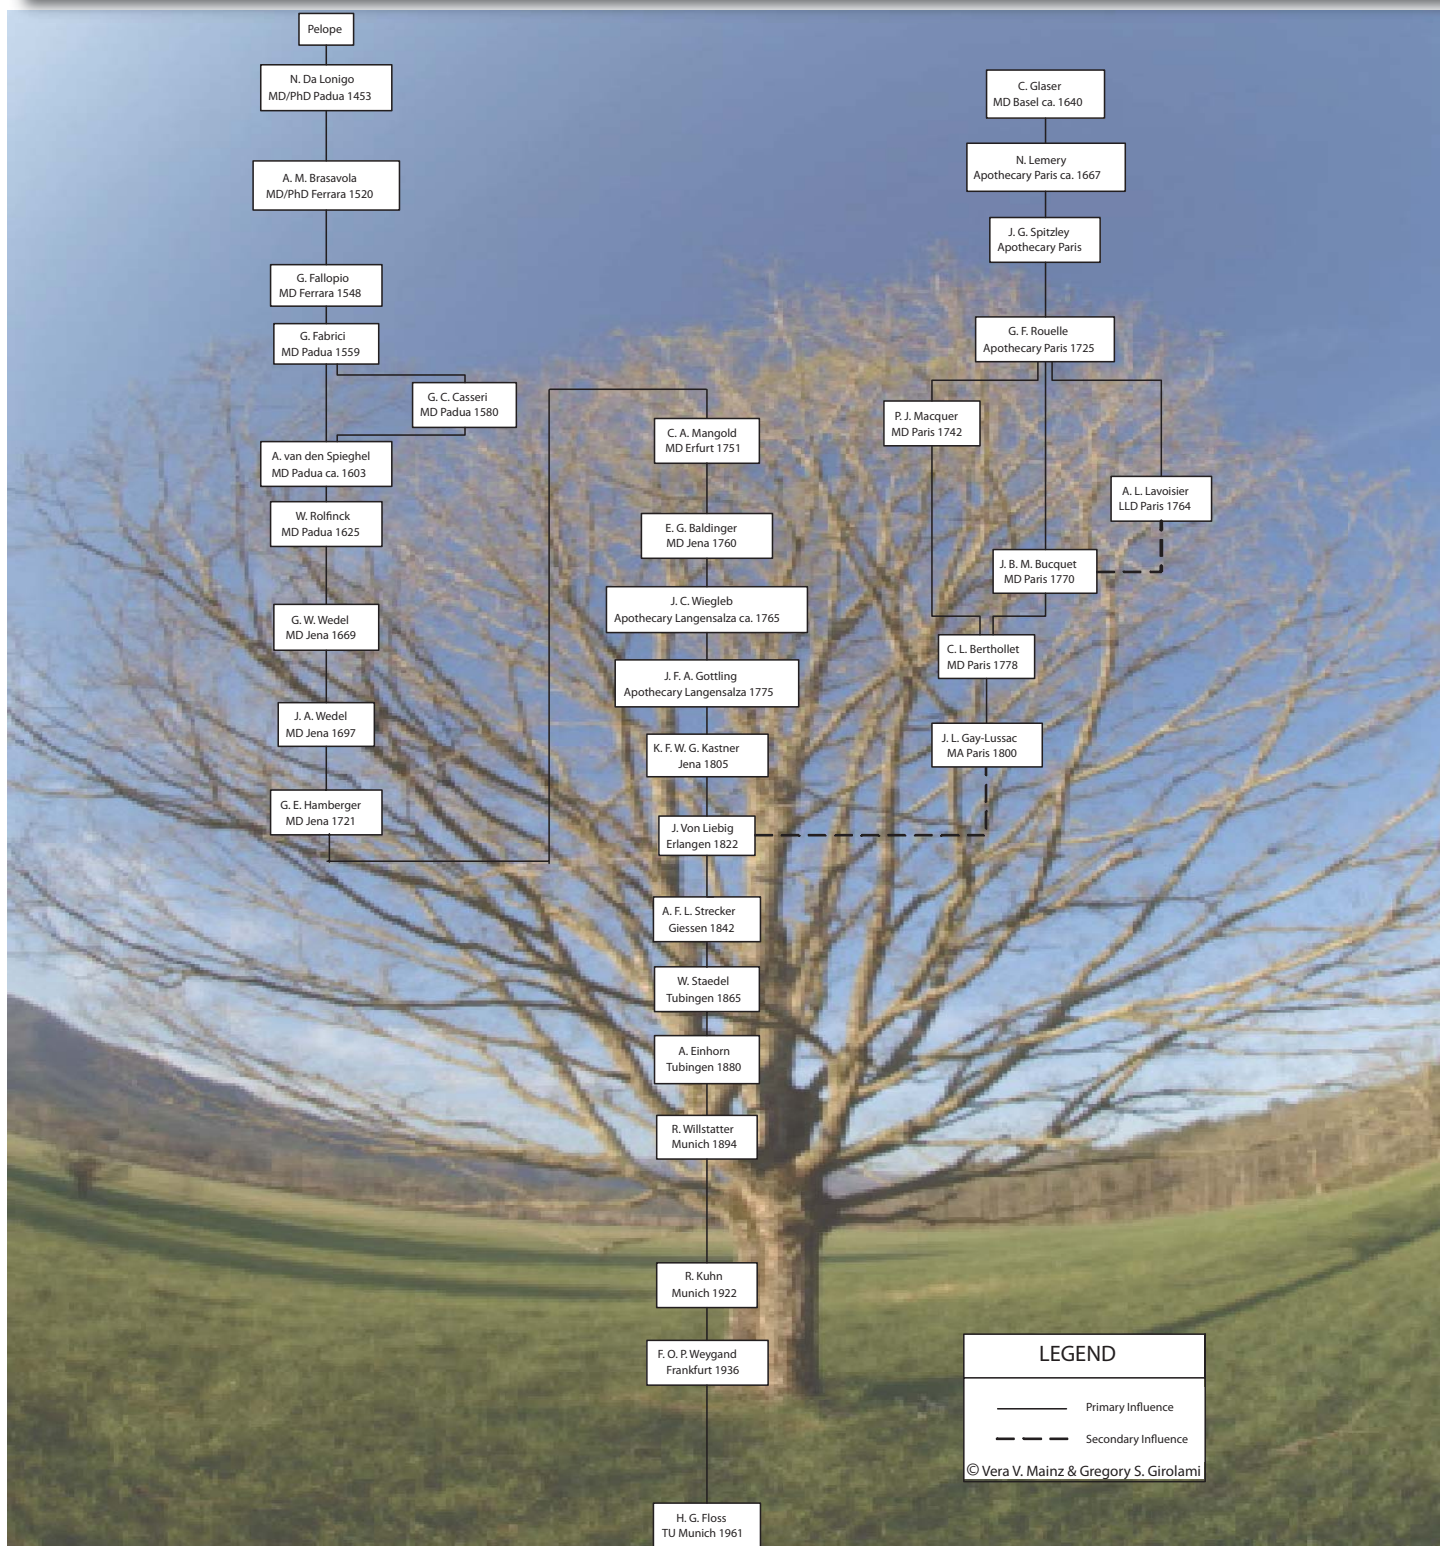 Pelope
N. Da Lonigo
MD/PhD Padua 1453
A. M. Brasavola
MD/PhD Ferrara 1520
G. Fallopio
MD Ferrara 1548
G. Fabrici
MD Padua 1559
G. C. Casseri
MD Padua 1580
A. van den Spieghel
MD Padua ca. 1603
W. Rolfinck
MD Padua 1625
G. W. Wedel
MD Jena 1669
J. A. Wedel
MD Jena 1697
G. E. Hamberger
MD Jena 1721
C. A. Mangold
MD Erfurt 1751
E. G. Baldinger
MD Jena 1760
J. C. Wiegleb
Apothecary Langensalza ca. 1765
J. F. A. Gottling
Apothecary Langensalza 1775
K. F. W. G. Kastner
Jena 1805
J. Von Liebig
Erlangen 1822
A. F. L. Strecker
Giessen 1842
W. Staedel
Tubingen 1865
A. Einhorn
Tubingen 1880
R. Willstatter
Munich 1894
R. Kuhn
Munich 1922
F. O. P. Weygand
Frankfurt 1936
H. G. Floss
TU Munich 1961
C. Glaser
MD Basel ca. 1640
N. Lemery
Apothecary Paris ca. 1667
J. G. Spitzley
Apothecary Paris
G. F. Rouelle
Apothecary Paris 1725
P. J. Macquer
MD Paris 1742
A. L. Lavoisier
LLD Paris 1764
J. B. M. Bucquet
MD Paris 1770
C. L. Berthollet
MD Paris 1778
J. L. Gay-Lussac
MA Paris 1800
LEGEND
Primary Influence
Secondary Influence
© Vera V. Mainz & Gregory S. Girolami